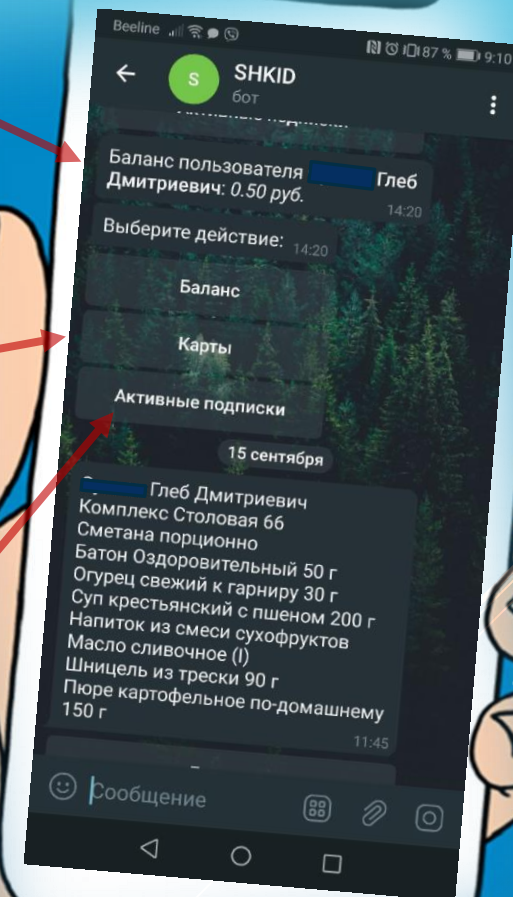 Beeline 87 % 9:10
S
SHKID
бот
Баланс пользователя Глеб
Дмитриевич: 0.50 руб.
14:20
Выберите действие: 14:20
Баланс
Карты
Активные подписки
15 сентября
Глеб Дмитриевич
Комплекс Столовая 66
Сметана порционно
Батон Оздоровительный 50 г
Огурец свежий к гарниру 30 г
Суп крестьянский с пшеном 200 г
Напиток из смеси сухофруктов
Масло сливочное (I)
Шницель из трески 90 г
Пюре картофельное по-домашнему
150 г
11:45
Сообщение